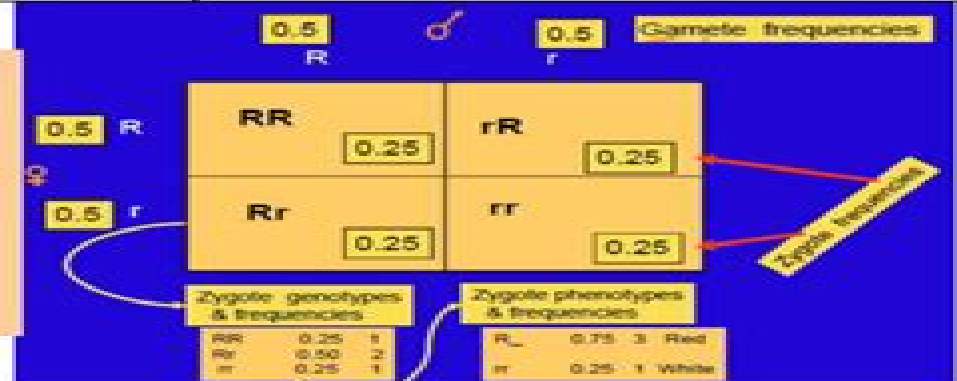 0.5 ♂ 0.5 Gamete frequencies
R r
0.5 R RR 0.25 rR 0.25
♀
0.5 r Rr 0.25 rr 0.25
Zygote frequencies
Zygote genotypes
& frequencies
RR 0.25 1
Rr 0.50 2
rr 0.25 1
Zygote phenotypes
& frequencies
R_ 0.75 3 Red
rr 0.25 1 White